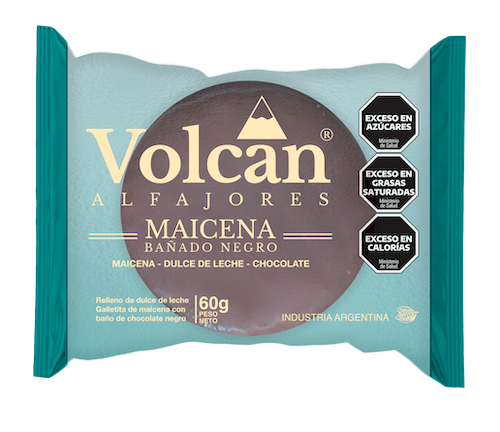 Volcan®
ALFAJORES
MAICENA
BAÑADO NEGRO
MAICENA - DULCE DE LECHE - CHOCOLATE
Relleno de dulce de leche
Galletita de maicena con
baño de chocolate negro
60g
PESO
NETO
INDUSTRIA ARGENTINA
EXCESO EN
AZÚCARES
Ministerio
de Salud
EXCESO EN
GRASAS
SATURADAS
Ministerio
de Salud
EXCESO EN
CALORÍAS
Ministerio
de Salud